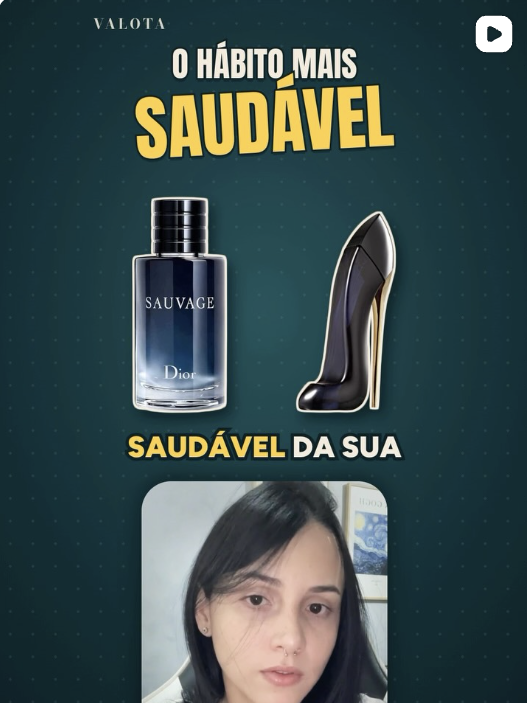 VALOTA
O HÁBITO MAIS
SAUDÁVEL
SAUVAGE
Dior
SAUDÁVEL DA SUA